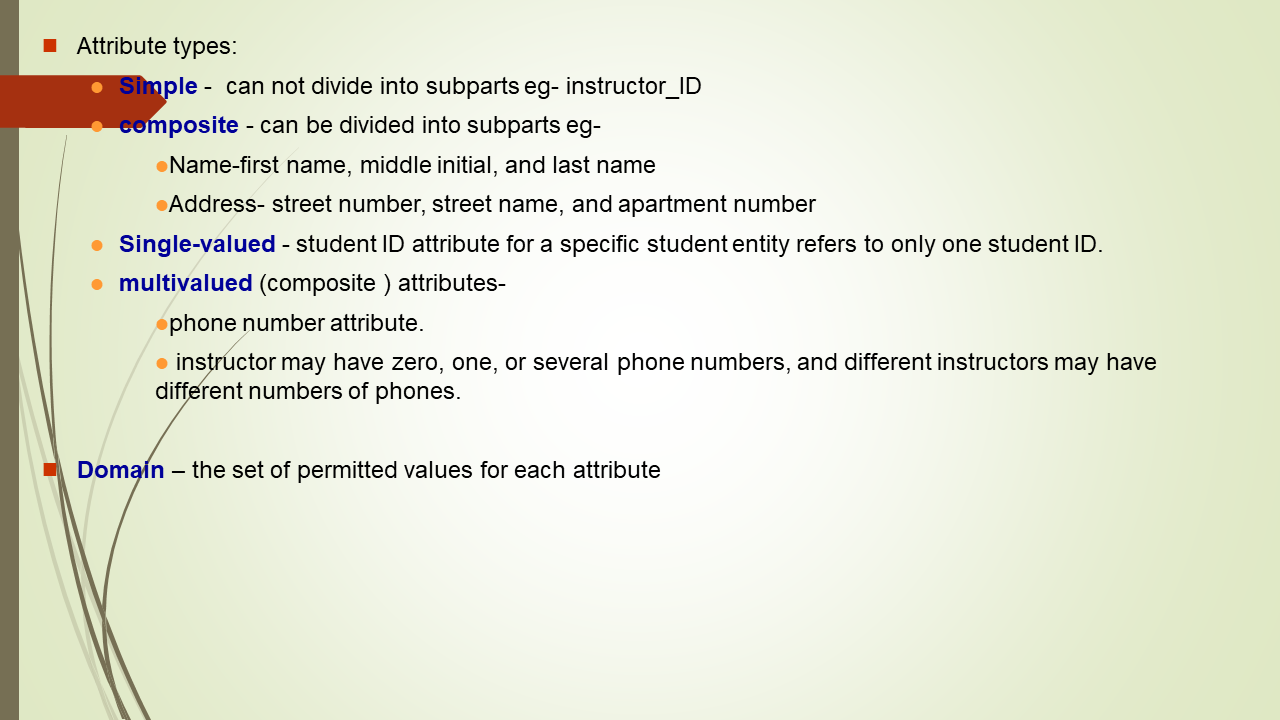 Attribute types:
Simple - can not divide into subparts eg- instructor_ID
composite - can be divided into subparts eg-
Name-first name, middle initial, and last name
Address- street number, street name, and apartment number
Single-valued - student ID attribute for a specific student entity refers to only one student ID.
multivalued (composite ) attributes-
phone number attribute.
instructor may have zero, one, or several phone numbers, and different instructors may have
different numbers of phones.
Domain – the set of permitted values for each attribute